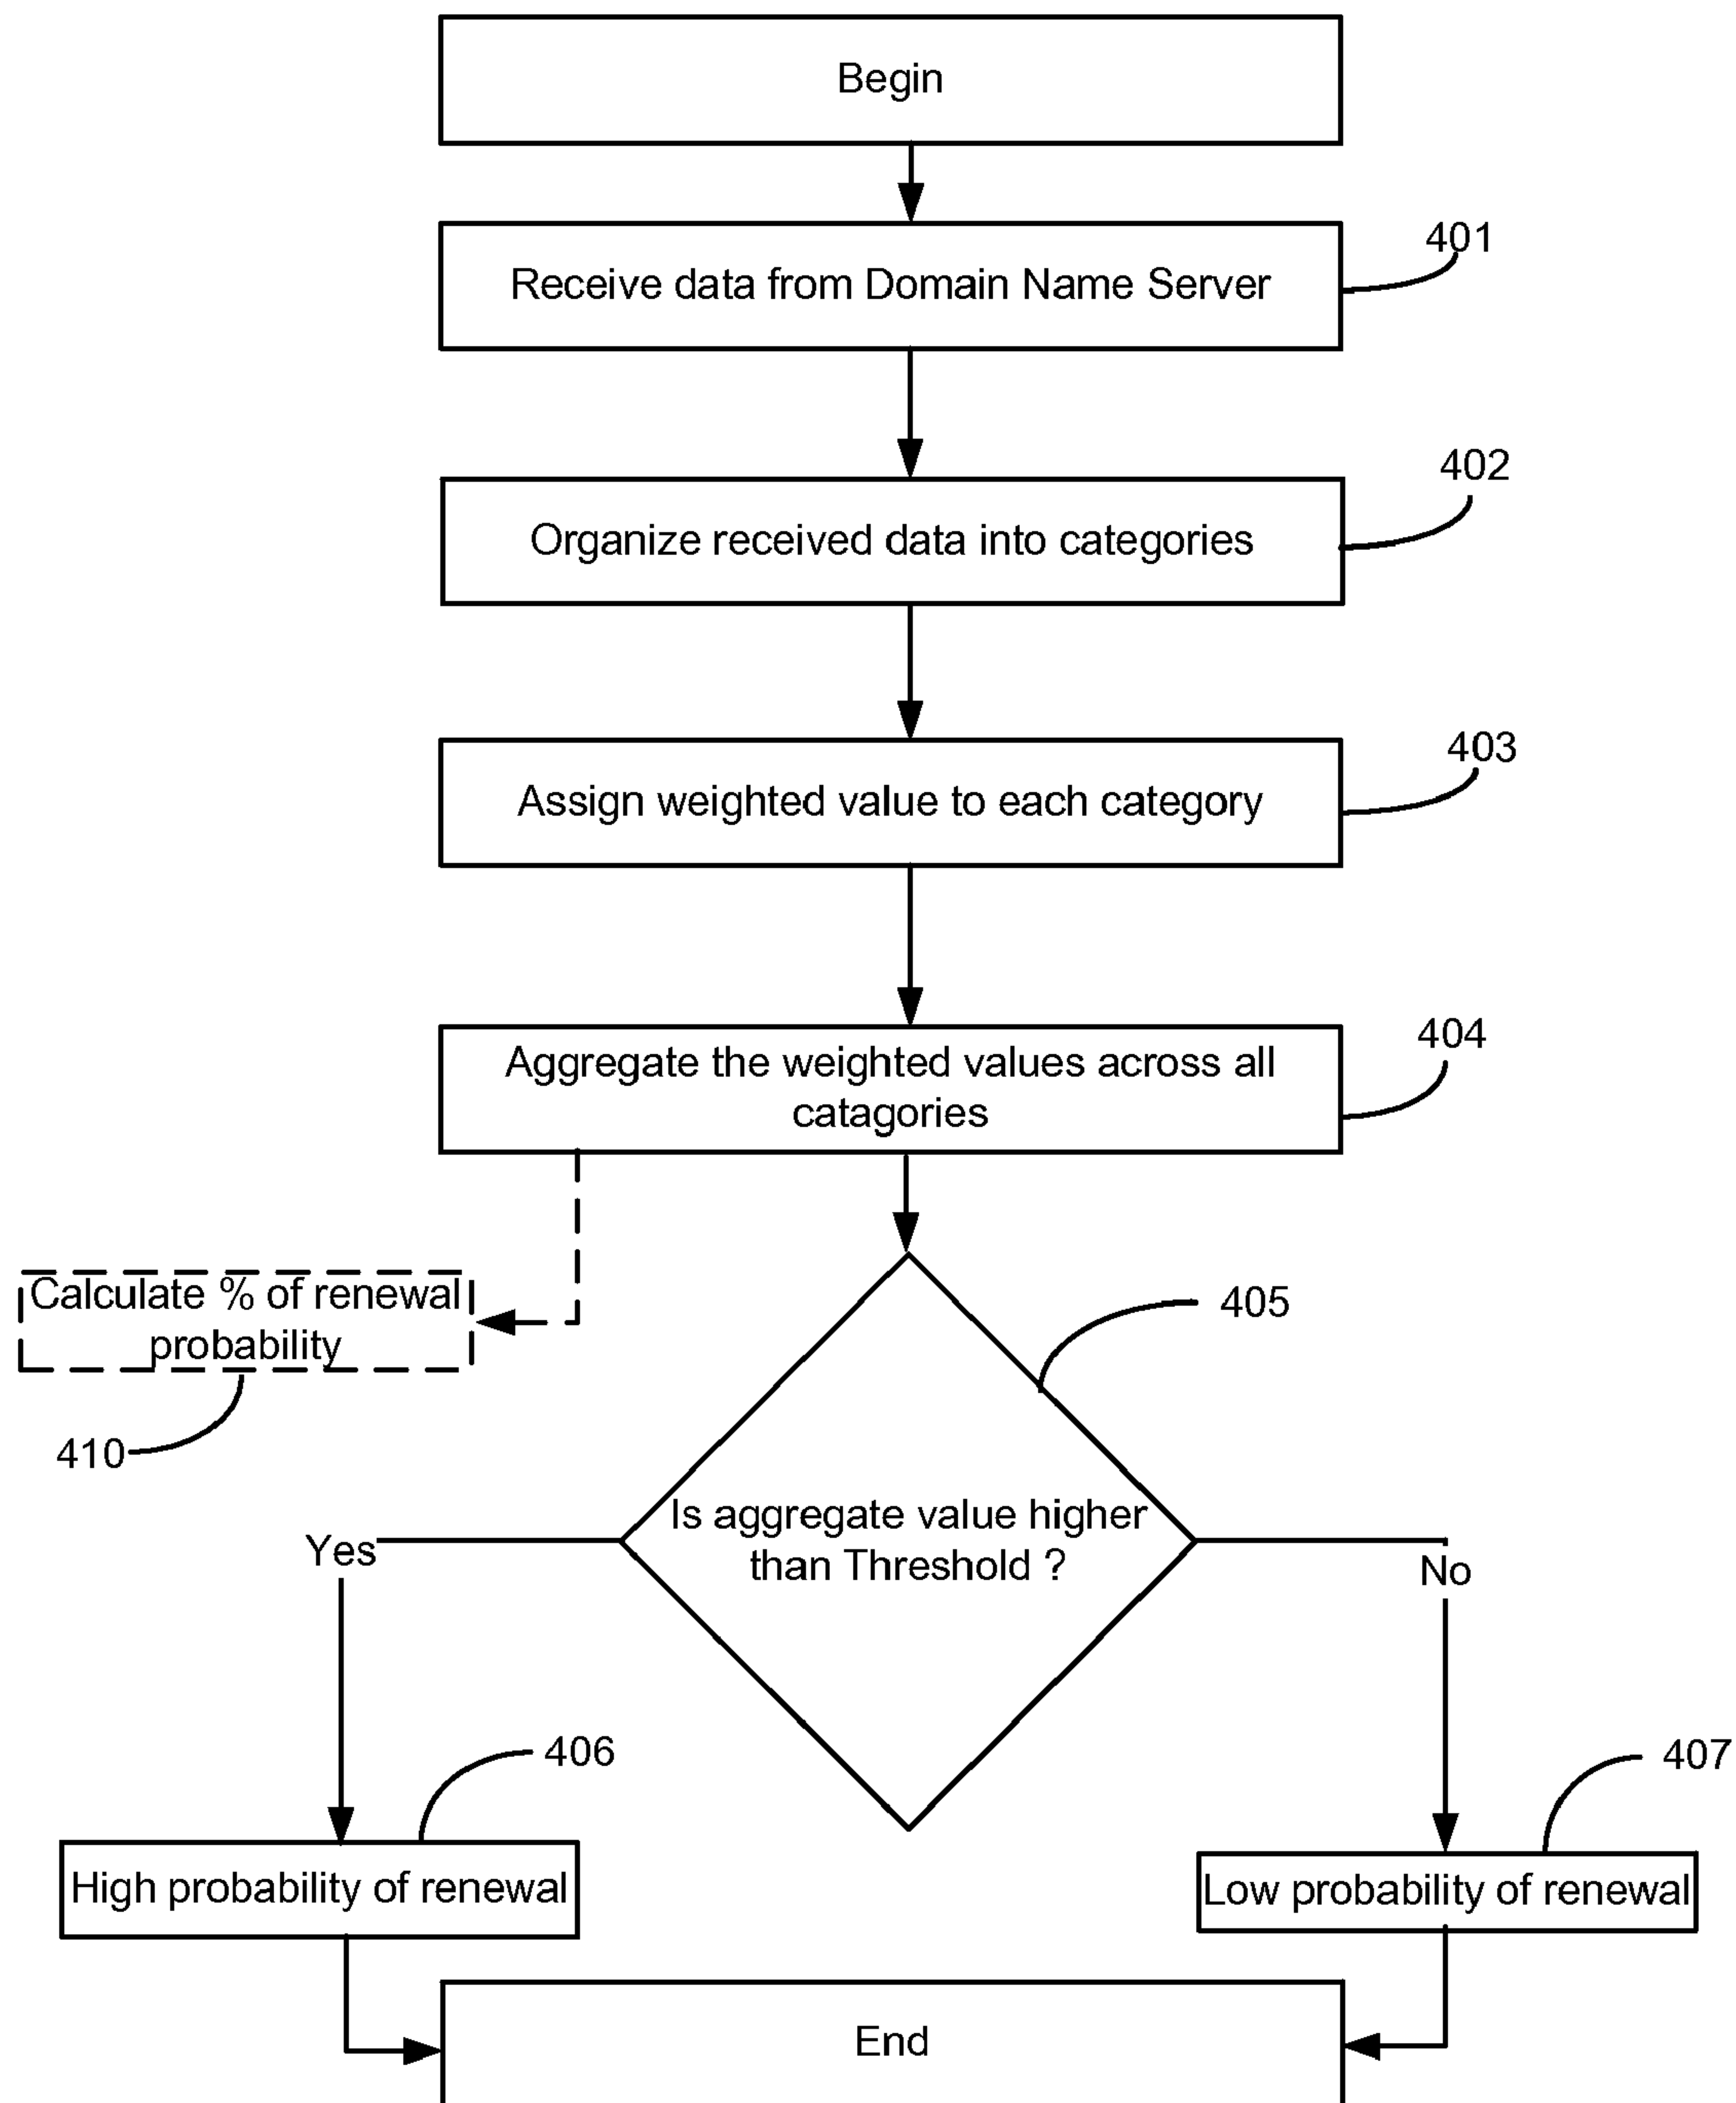 Begin
401
Receive data from Domain Name Server
402
Organize received data into categories
403
Assign weighted value to each category
404
Aggregate the weighted values across all
catagories
Calculate % of renewal
probability
410
405
Is aggregate value higher
than Threshold ?
Yes
No
406
High probability of renewal
407
Low probability of renewal
End